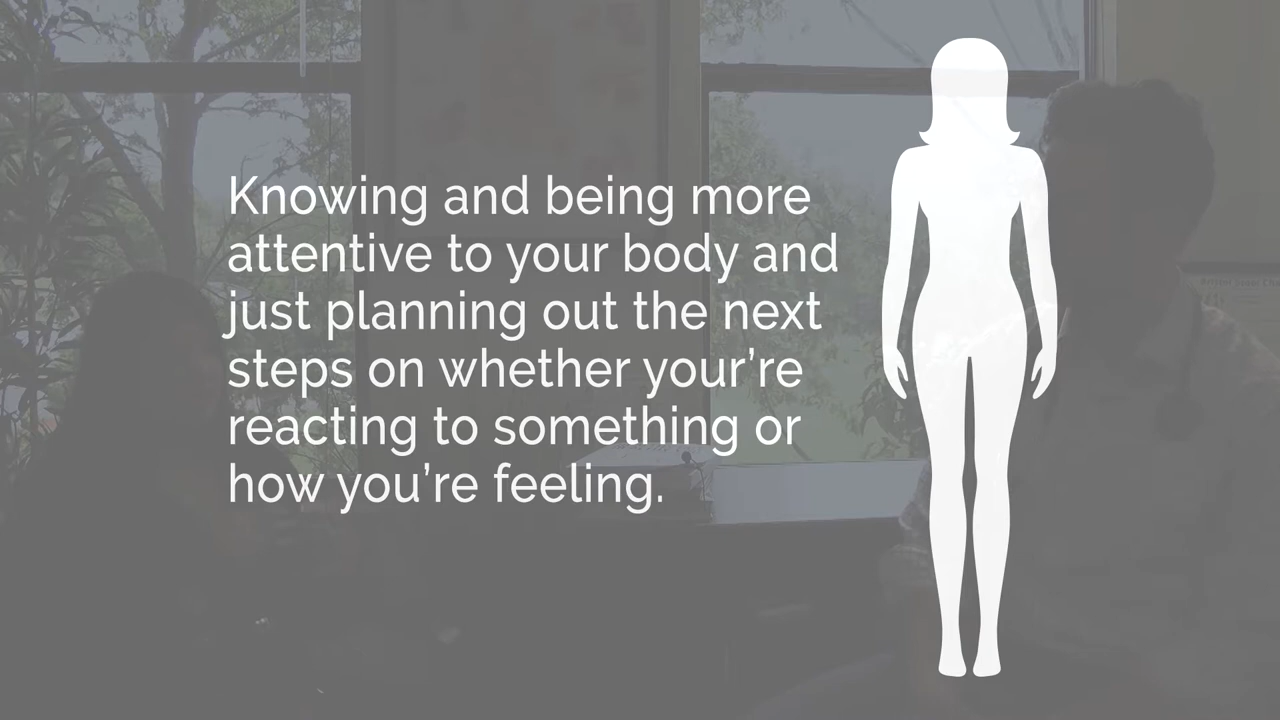 Knowing and being more
attentive to your body and
just planning out the next
steps on whether your’re
reacting to something or
how you’re feeling.